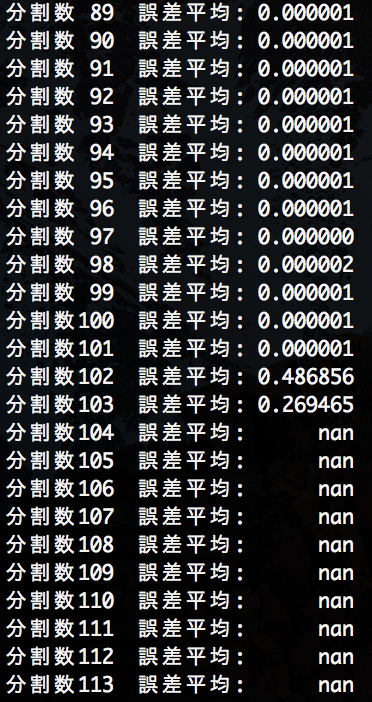 分割数 89 誤差平均: 0.000001
分割数 90 誤差平均: 0.000001
分割数 91 誤差平均: 0.000001
分割数 92 誤差平均: 0.000001
分割数 93 誤差平均: 0.000001
分割数 94 誤差平均: 0.000001
分割数 95 誤差平均: 0.000001
分割数 96 誤差平均: 0.000001
分割数 97 誤差平均: 0.000000
分割数 98 誤差平均: 0.000002
分割数 99 誤差平均: 0.000001
分割数100 誤差平均: 0.000001
分割数101 誤差平均: 0.000001
分割数102 誤差平均: 0.486856
分割数103 誤差平均: 0.269465
分割数104 誤差平均: nan
分割数105 誤差平均: nan
分割数106 誤差平均: nan
分割数107 誤差平均: nan
分割数108 誤差平均: nan
分割数109 誤差平均: nan
分割数110 誤差平均: nan
分割数111 誤差平均: nan
分割数112 誤差平均: nan
分割数113 誤差平均: nan